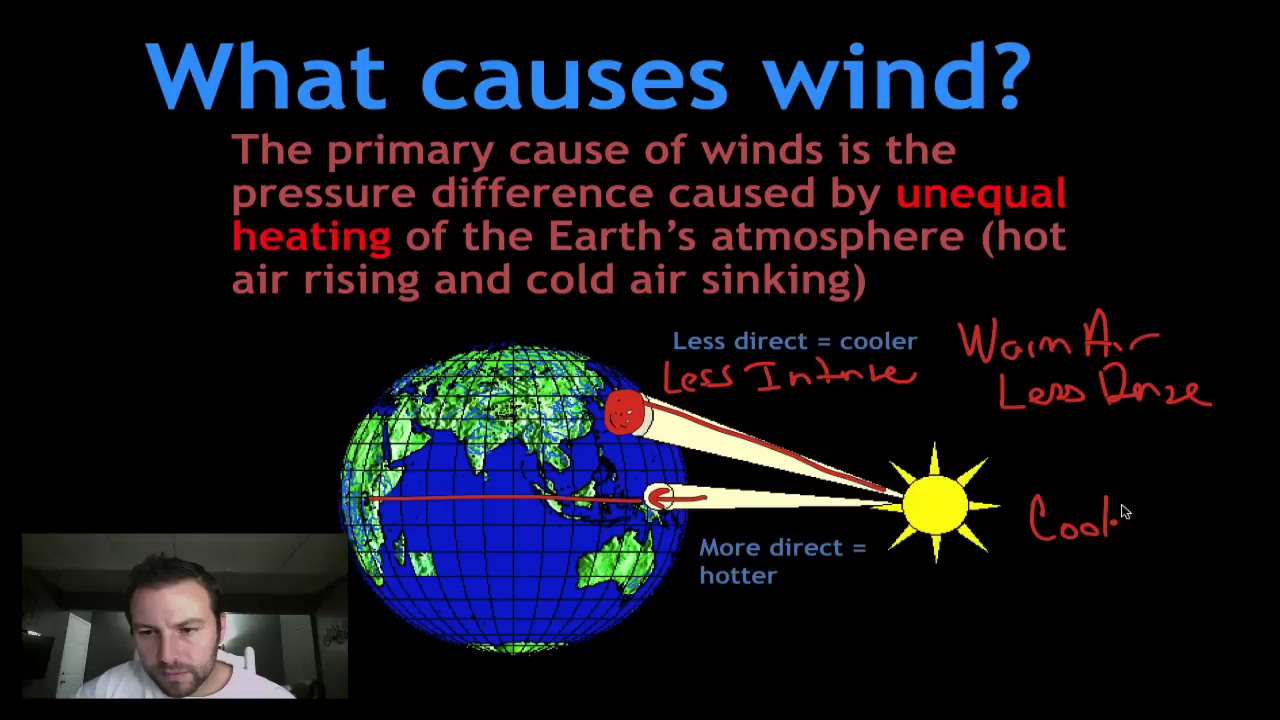 What causes wind?
The primary cause of winds is the
pressure difference caused by unequal
heating of the Earth's atmosphere (hot
air rising and cold air sinking)
Less direct = cooler
Less Intense
Warm Air
Less Dense
Cool
More direct =
hotter